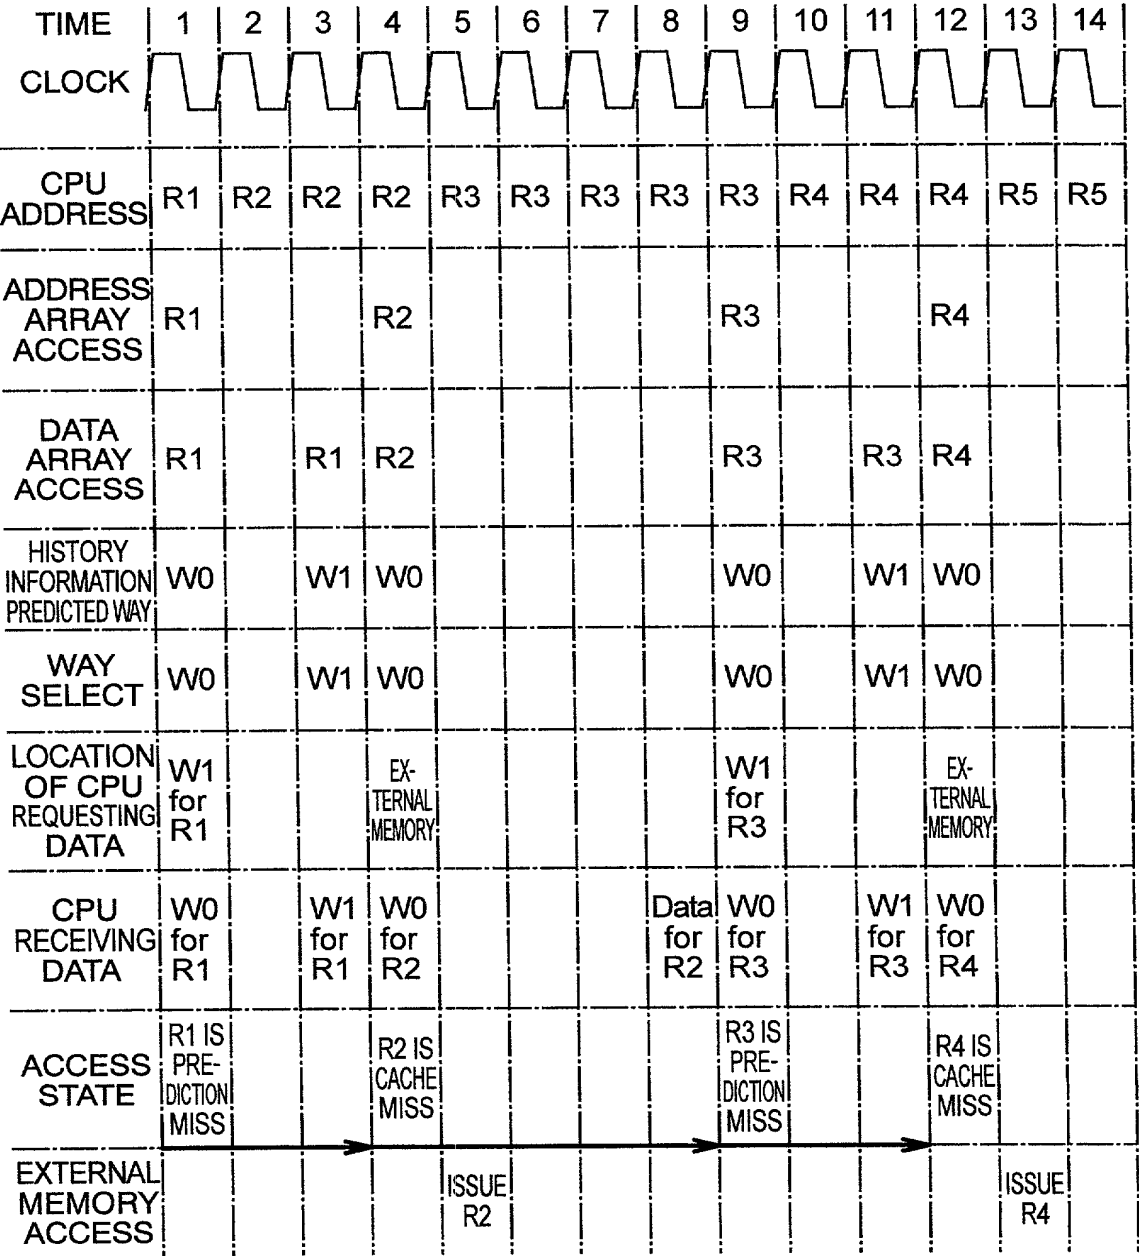 TIME 1 2 3 4 5 6 7 8 9 10 11 12 13 14
CLOCK
CPU
ADDRESS
R1 R2 R2 R2 R3 R3 R3 R3 R3 R4 R4 R4 R5 R5
ADDRESS
ARRAY
ACCESS
R1 R2 R3 R4
DATA
ARRAY
ACCESS
R1 R1 R2 R3 R3 R4
HISTORY
INFORMATION
PREDICTED WAY
W0 W1 W0 W0 W1 W0
WAY
SELECT
W0 W1 W0 W0 W1 W0
LOCATION
OF CPU
REQUESTING
DATA
W1
for
R1
EX-
TERNAL
MEMORY
W1
for
R3
EX-
TERNAL
MEMORY
CPU
RECEIVING
DATA
W0
for
R1
W1
for
R1
W0
for
R2
Data
for
R2
W0
for
R3
W1
for
R3
W0
for
R4
ACCESS
STATE
R1 IS
PRE-
DICTION
MISS
R2 IS
CACHE
MISS
R3 IS
PRE-
DICTION
MISS
R4 IS
CACHE
MISS
EXTERNAL
MEMORY
ACCESS
ISSUE
R2
ISSUE
R4